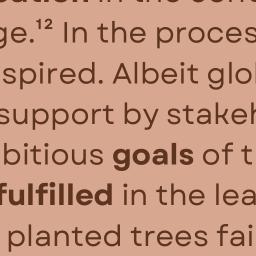 ge.¹² In the proces
spired. Albeit glo
support by stake
bitious goals of t
fulfilled in the lea
planted trees fai